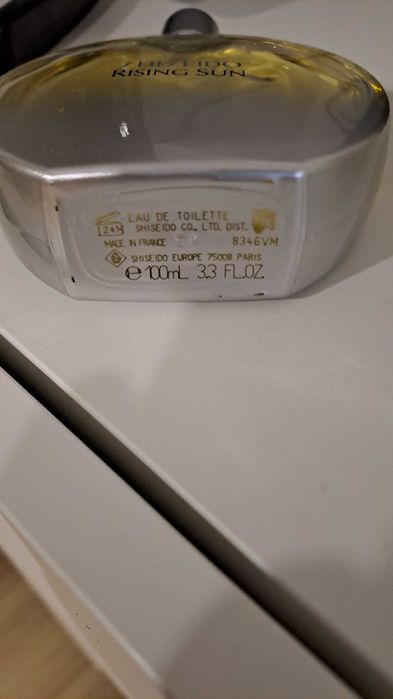 SHISEIDO
RISING SUN
24M
EAU DE TOILETTE
SHISEIDO CO., LTD. DIST.
MADE IN FRANCE 8346VM
SHISEIDO EUROPE 75008 PARIS
℮ 100mL 3.3 FL.OZ.